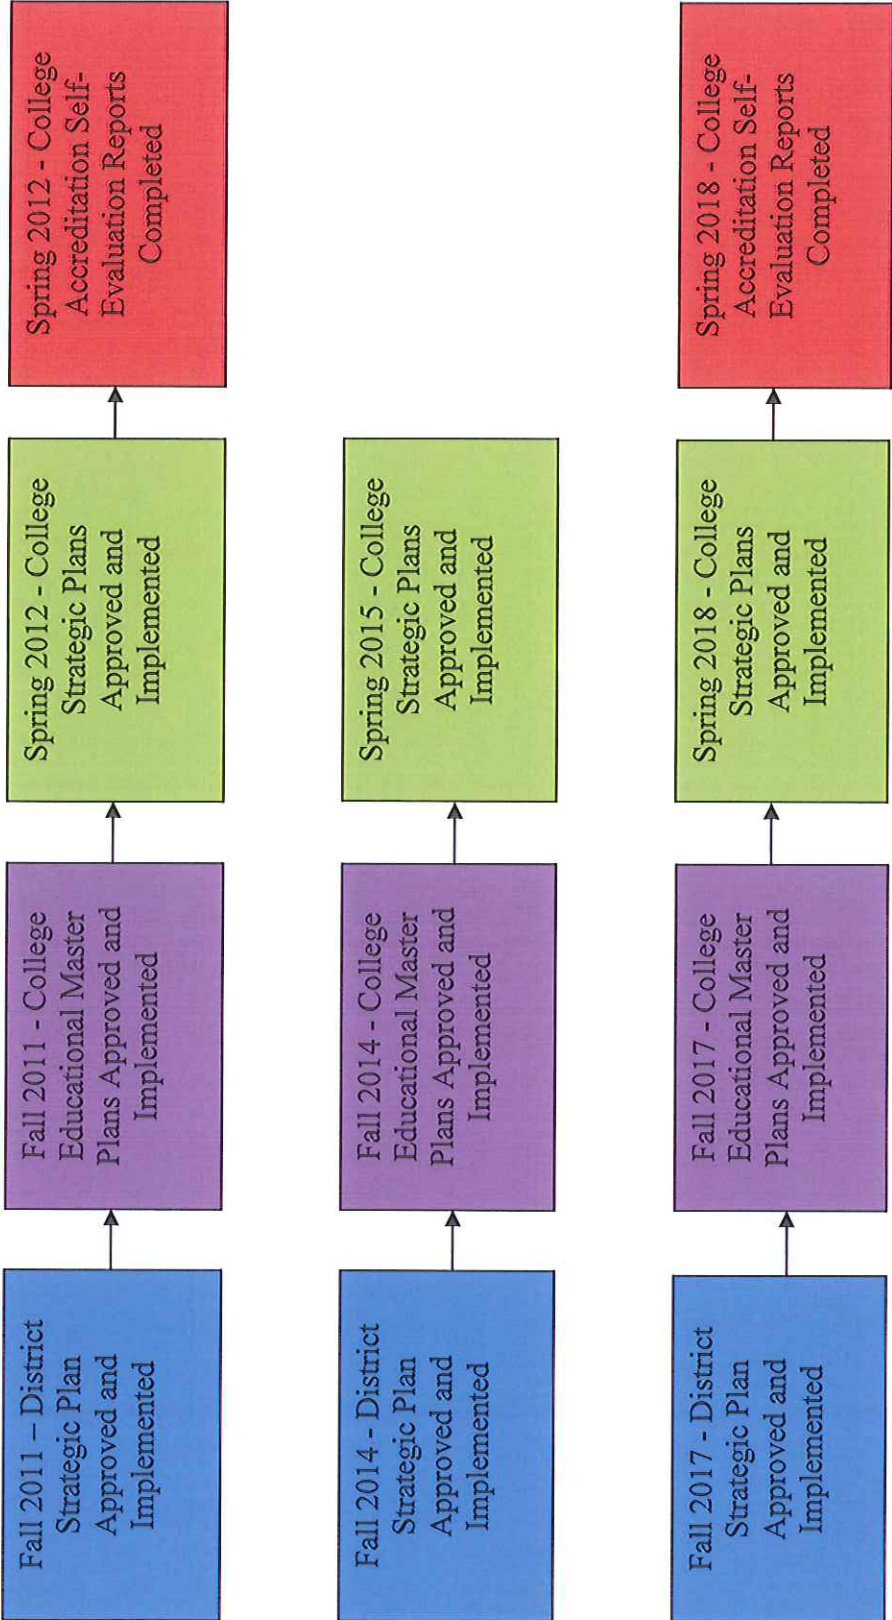 Fall 2011 – District
Strategic Plan
Approved and
Implemented
Fall 2011 - College
Educational Master
Plans Approved and
Implemented
Spring 2012 - College
Strategic Plans
Approved and
Implemented
Spring 2012 - College
Accreditation Self-
Evaluation Reports
Completed
Fall 2014 - District
Strategic Plan
Approved and
Implemented
Fall 2014 - College
Educational Master
Plans Approved and
Implemented
Spring 2015 - College
Strategic Plans
Approved and
Implemented
Fall 2017 - District
Strategic Plan
Approved and
Implemented
Fall 2017 - College
Educational Master
Plans Approved and
Implemented
Spring 2018 - College
Strategic Plans
Approved and
Implemented
Spring 2018 - College
Accreditation Self-
Evaluation Reports
Completed